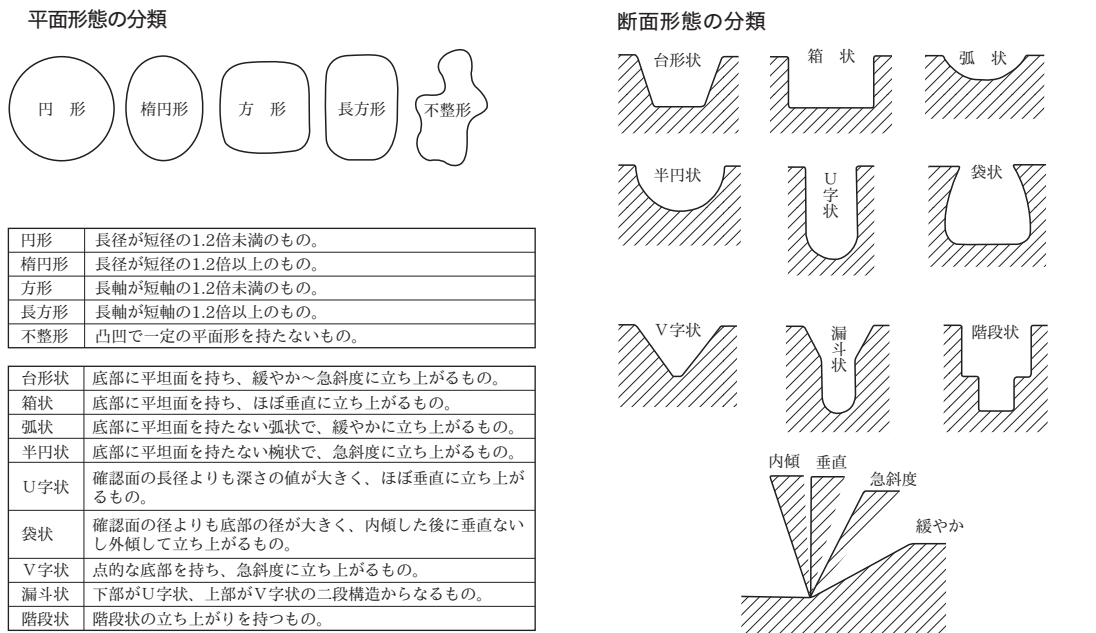 平面形態の分類
円　形
楕円形
方　形
長方形
不整形
円形 長径が短径の1.2倍未満のもの。
楕円形 長径が短径の1.2倍以上のもの。
方形 長軸が短軸の1.2倍未満のもの。
長方形 長軸が短軸の1.2倍以上のもの。
不整形 凸凹で一定の平面形を持たないもの。
台形状 底部に平坦面を持ち、緩やか～急斜度に立ち上がるもの。
箱状 底部に平坦面を持ち、ほぼ垂直に立ち上がるもの。
弧状 底部に平坦面を持たない弧状で、緩やかに立ち上がるもの。
半円状 底部に平坦面を持たない椀状で、急斜度に立ち上がるもの。
Ｕ字状 確認面の長径よりも深さの値が大きく、ほぼ垂直に立ち上が
るもの。
袋状 確認面の径よりも底部の径が大きく、内傾した後に垂直ない
し外傾して立ち上がるもの。
Ｖ字状 点的な底部を持ち、急斜度に立ち上がるもの。
漏斗状 下部がＵ字状、上部がＶ字状の二段構造からなるもの。
階段状 階段状の立ち上がりを持つもの。
断面形態の分類
台形状
箱　状
弧　状
半円状
Ｕ字状
袋状
Ｖ字状
漏斗状
階段状
内傾
垂直
急斜度
緩やか